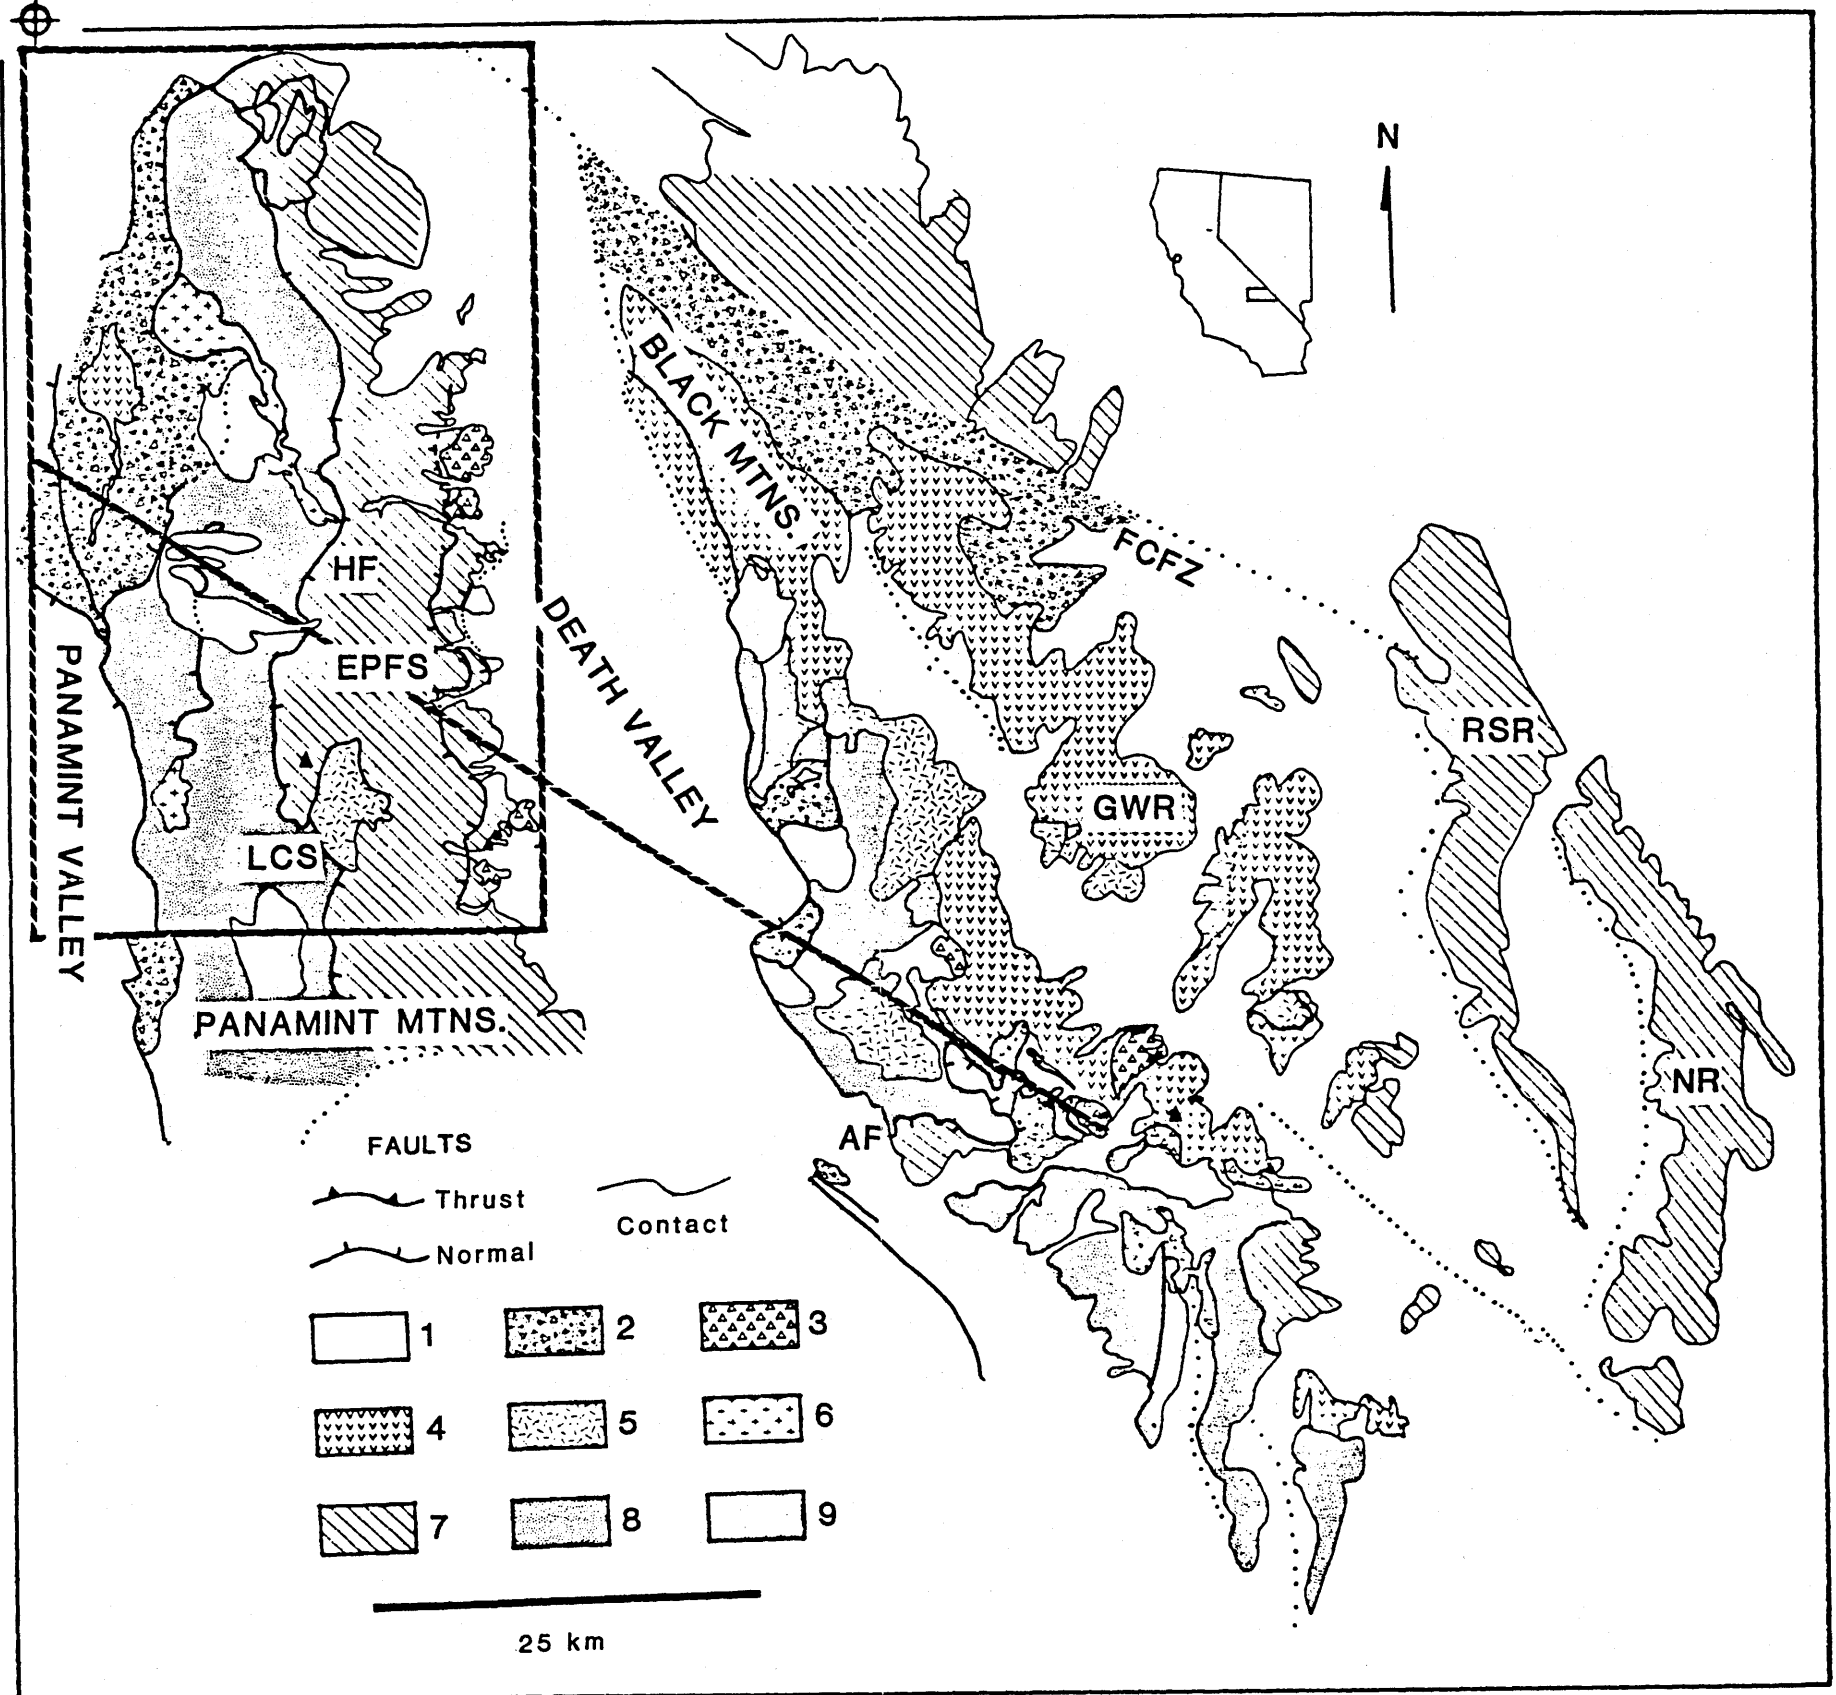 N
BLACK MTNS.
FCFZ
HF
EPFS
DEATH VALLEY
PANAMINT VALLEY
RSR
GWR
LCS
PANAMINT MTNS.
NR
AF
FAULTS
Thrust
Contact
Normal
1
2
3
4
5
6
7
8
9
25 km